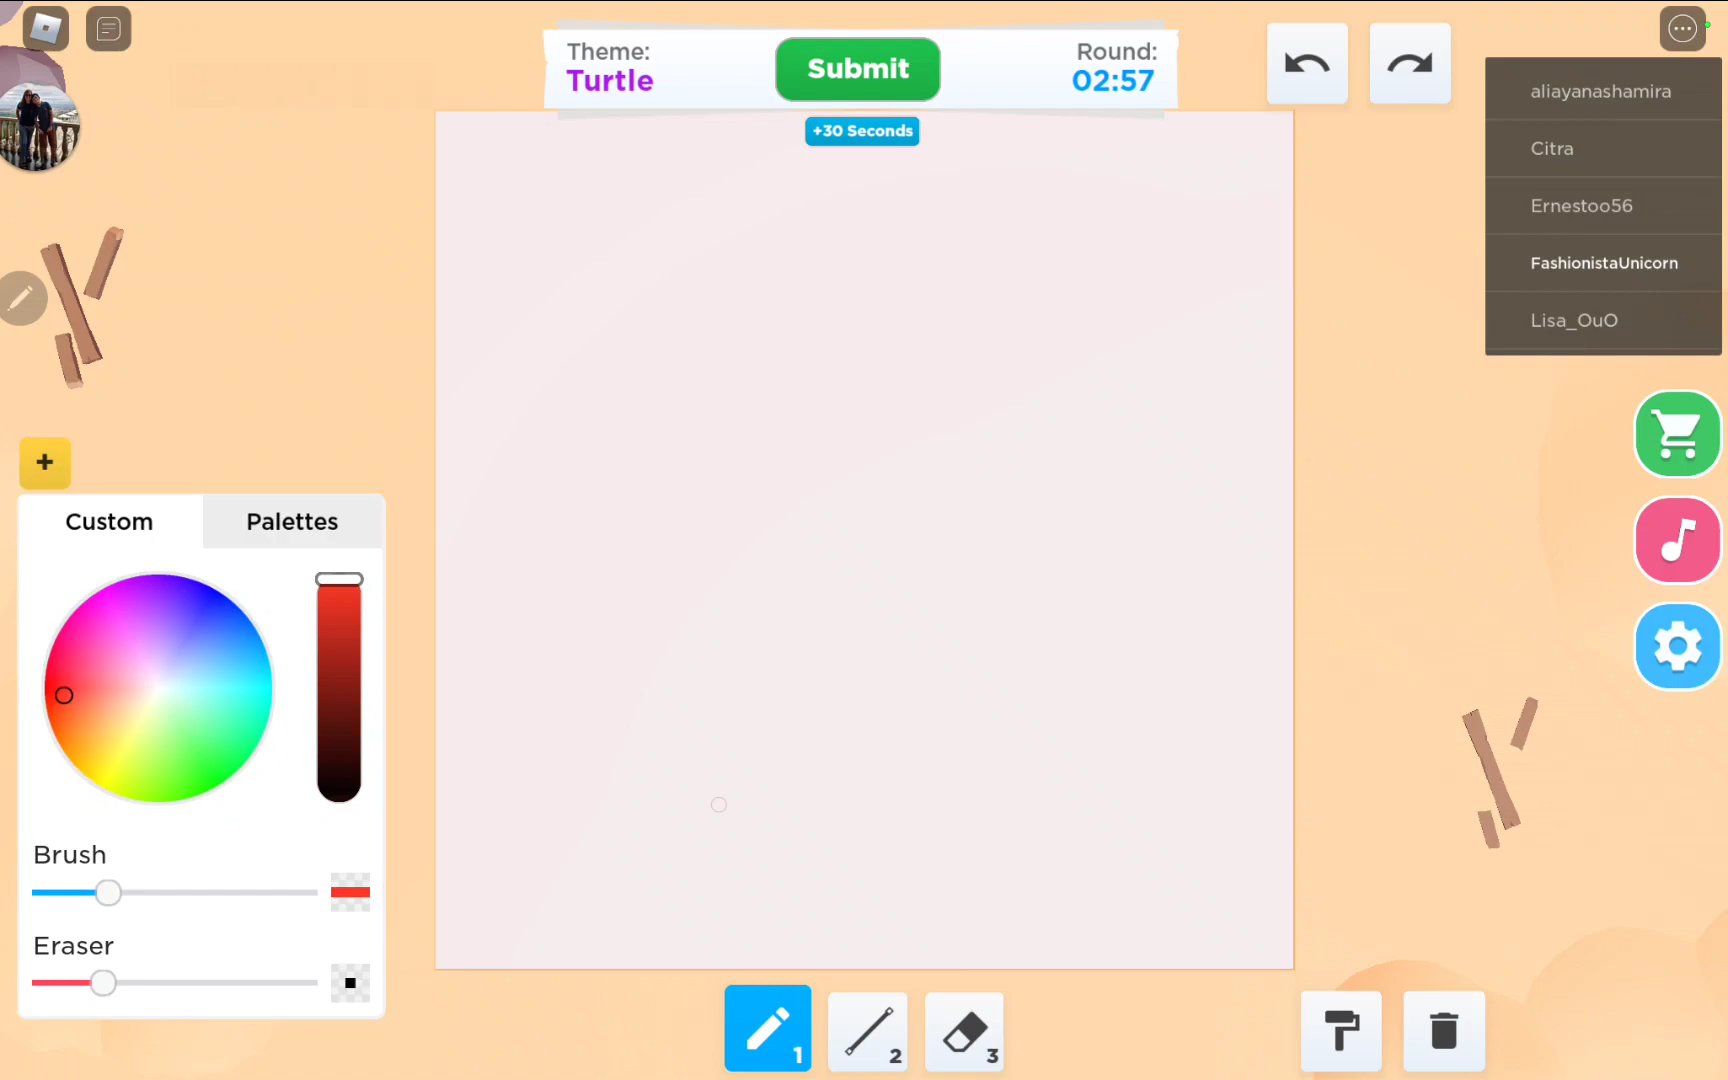 Theme:
Turtle
Submit
Round:
02:57
+30 Seconds
aliayanashamira
Citra
Ernestoo56
FashionistaUnicorn
Lisa_OuO
+
Custom
Palettes
Brush
Eraser
1
2
3